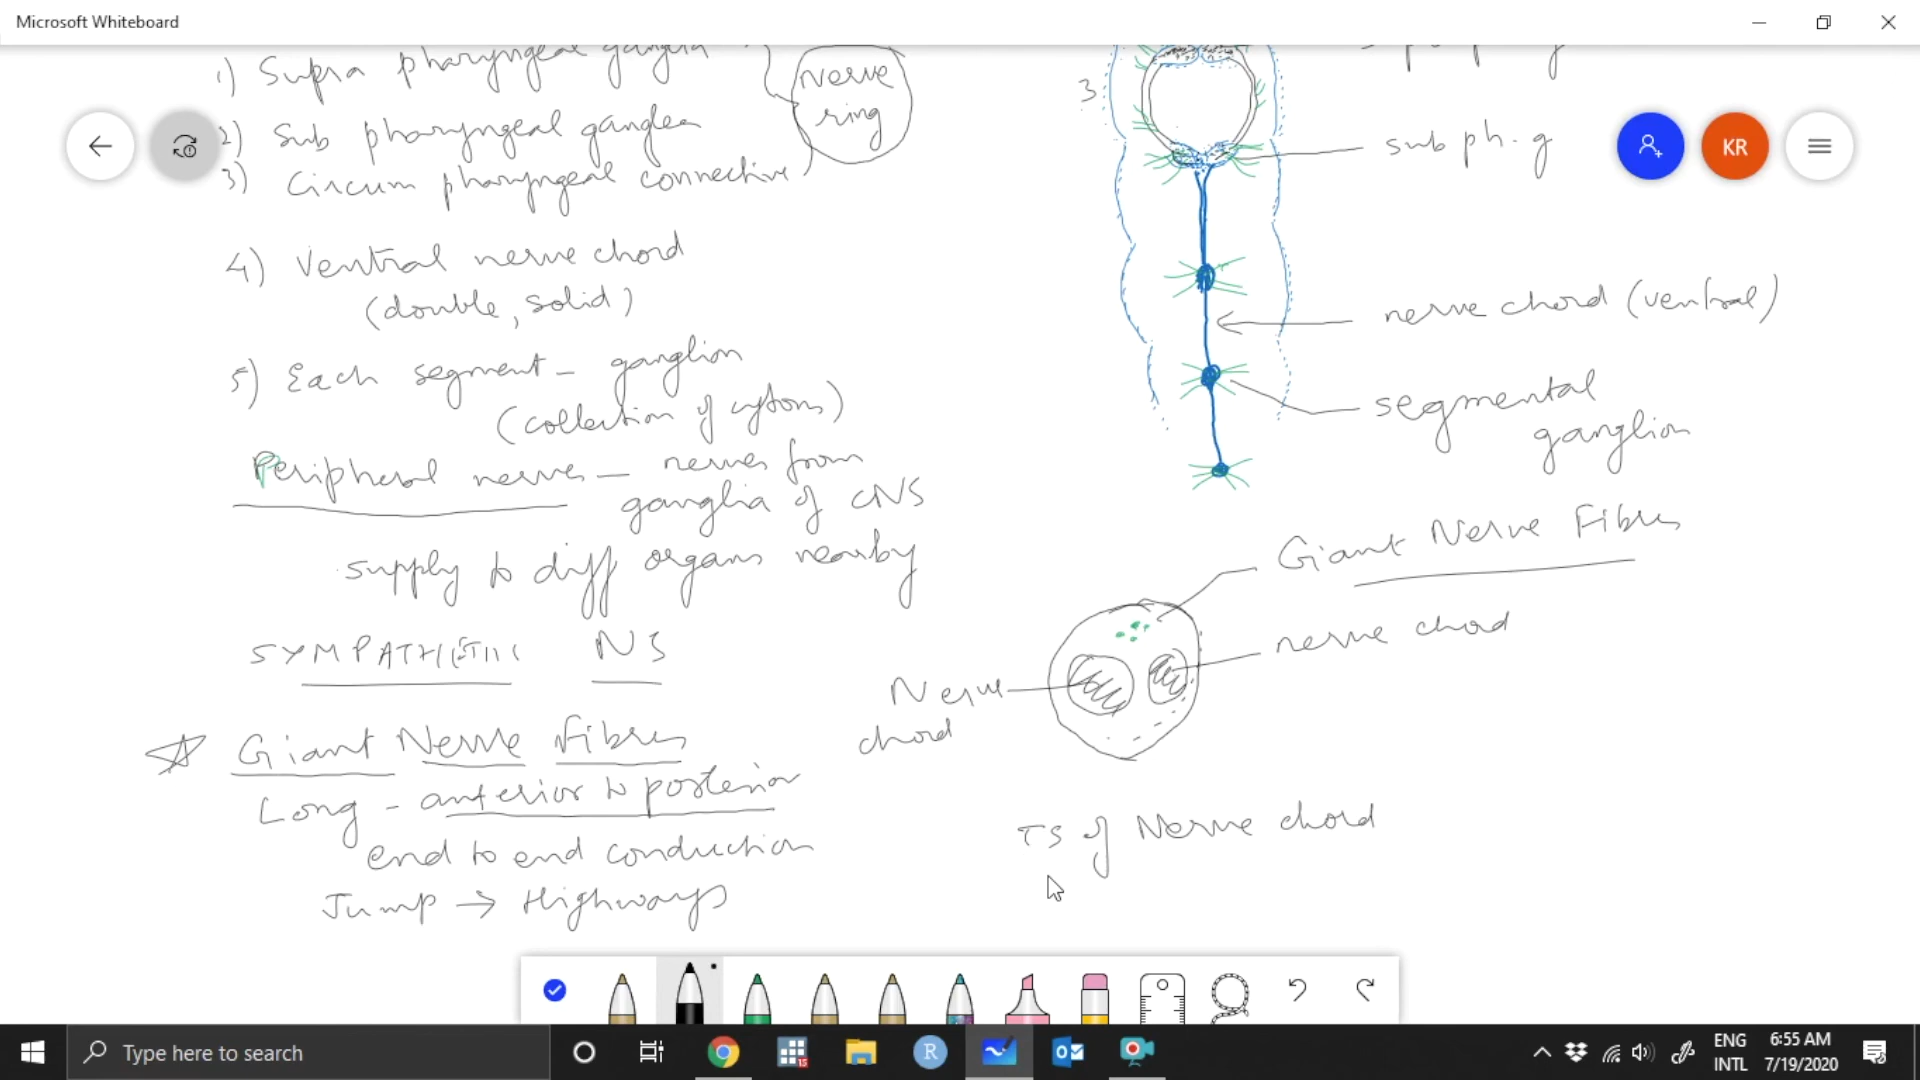 Microsoft Whiteboard
1) Supra pharyngeal ganglia
Nerve
ring
2) Sub pharyngeal ganglea
3) Circum pharyngeal connective
4) Ventral nerve chord
(double, solid)
5) Each segment - ganglion
(collection of cytons)
Peripheral nerves - nerves from
ganglia of CNS
supply to diff organs nearby
SYMPATHETIC NS
Giant Nerve Fibres
Long - anterior to posterior
end to end conduction
Jump → Highways
3
sub ph. g
nerve chord (ventral)
segmental
ganglion
Giant Nerve Fibres
nerve chord
Nerve
chord
TS of Nerve chord
KR
Type here to search
15
R
ENG
INTL
6:55 AM
7/19/2020